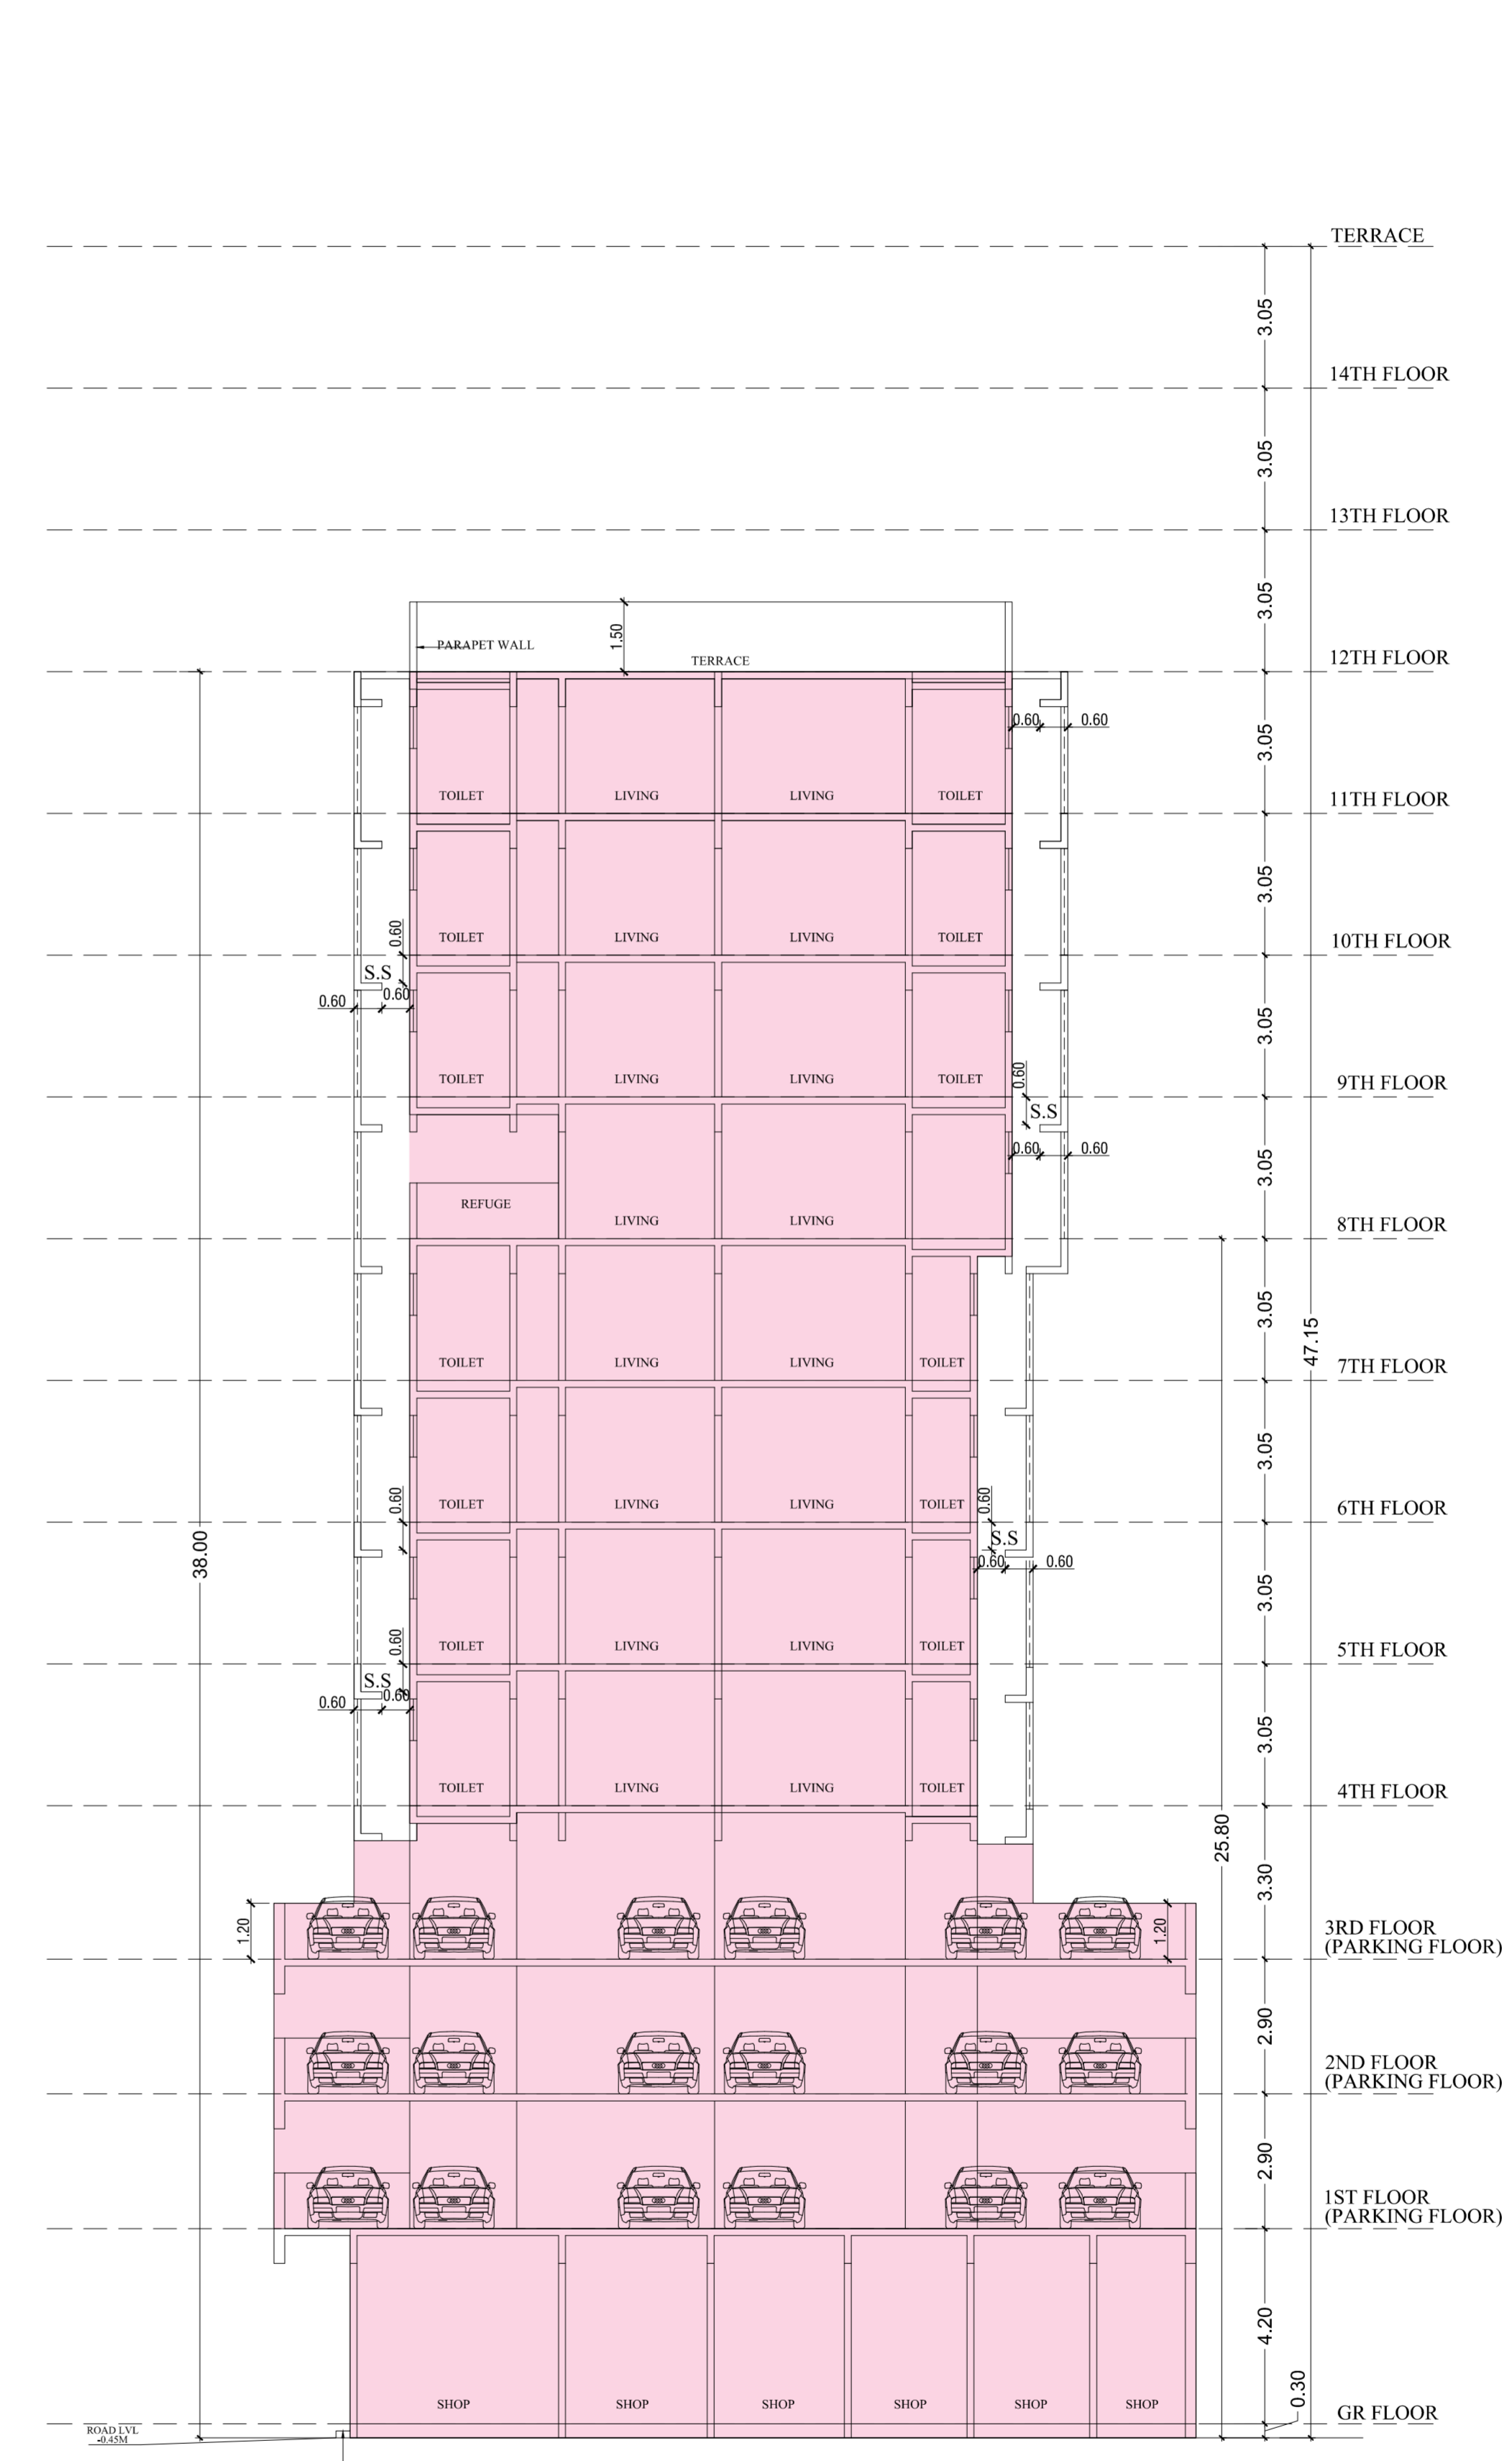 TERRACE
3.05
14TH FLOOR
3.05
13TH FLOOR
3.05
1.50
PARAPET WALL
TERRACE
12TH FLOOR
0.60 0.60
3.05
TOILET LIVING LIVING TOILET
11TH FLOOR
3.05
0.60
TOILET LIVING LIVING TOILET
10TH FLOOR
S.S
0.60 0.60
3.05
TOILET LIVING LIVING TOILET
0.60
9TH FLOOR
S.S
0.60 0.60
3.05
REFUGE
LIVING LIVING
8TH FLOOR
3.05
47.15
TOILET LIVING LIVING TOILET
7TH FLOOR
3.05
0.60
0.60
TOILET LIVING LIVING TOILET
6TH FLOOR
38.00
S.S
0.60 0.60
3.05
0.60
TOILET LIVING LIVING TOILET
5TH FLOOR
S.S
0.60 0.60
3.05
TOILET LIVING LIVING TOILET
4TH FLOOR
25.80
3.30
1.20
1.20
3RD FLOOR
(PARKING FLOOR)
2.90
2ND FLOOR
(PARKING FLOOR)
2.90
1ST FLOOR
(PARKING FLOOR)
4.20
0.30
SHOP SHOP SHOP SHOP SHOP SHOP
GR FLOOR
ROAD LVL
-0.45M